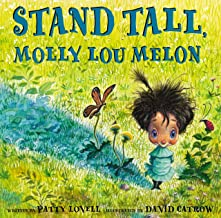 STAND TALL,
MOLLY LOU MELON
WRITTEN BY PATTY LOVELL ILLUSTRATED BY DAVID CATROW